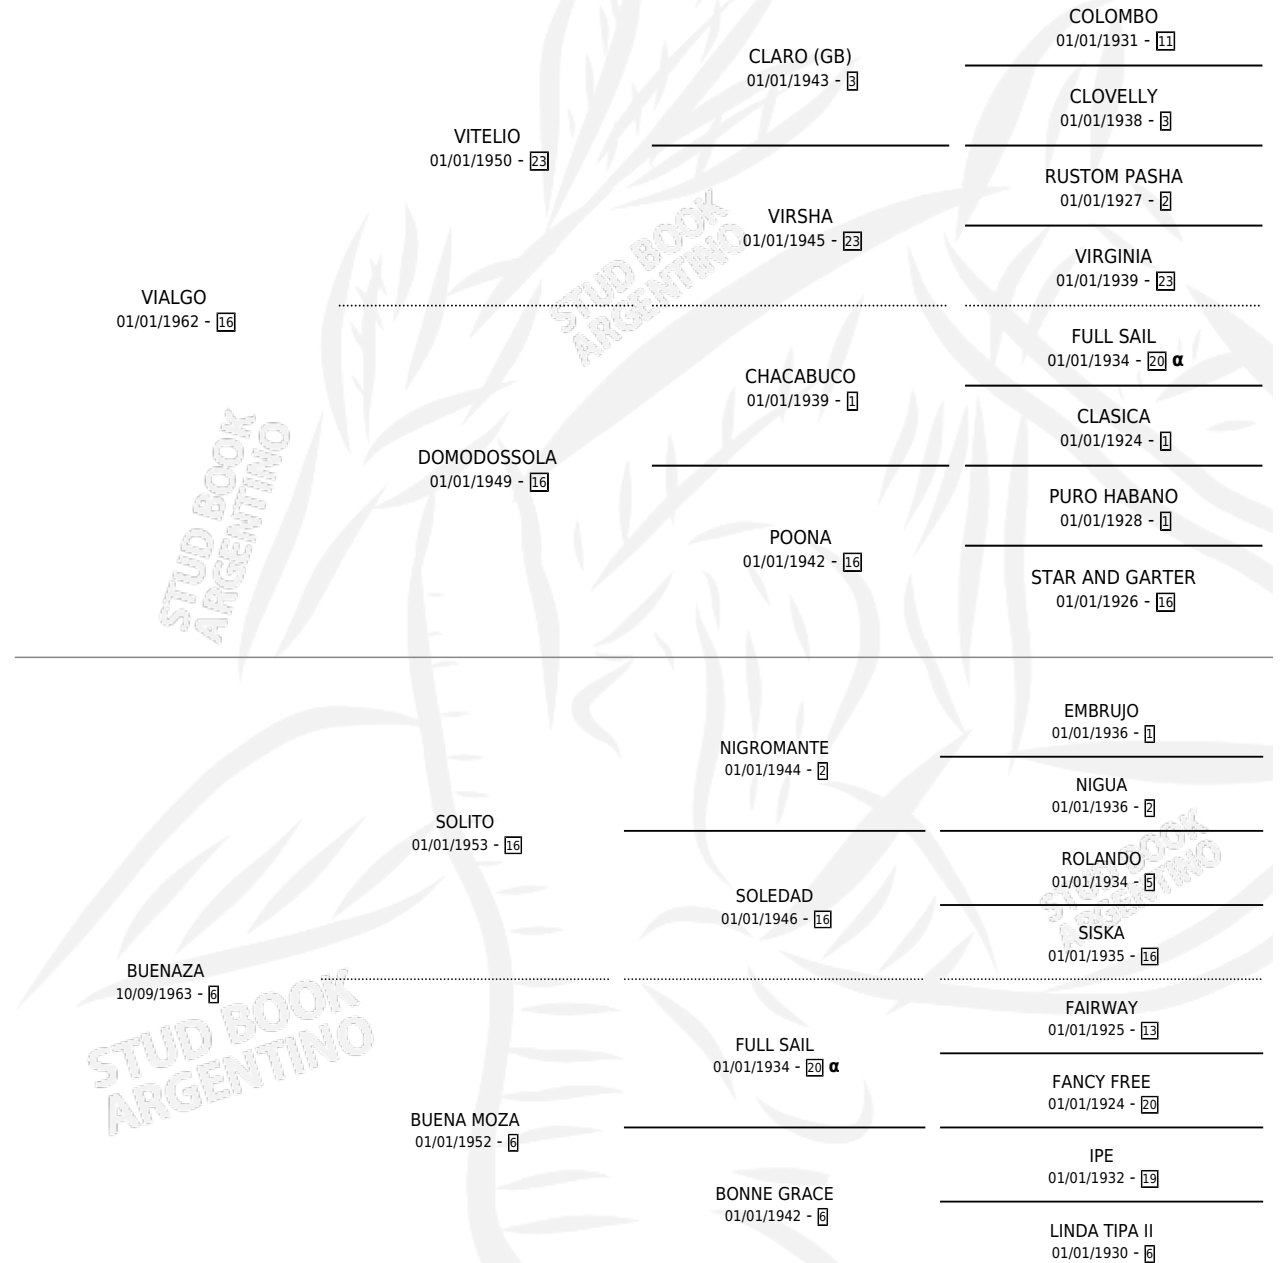 COLOMBO
01/01/1931 - 11
CLARO (GB)
01/01/1943 - 3
CLOVELLY
01/01/1938 - 3
VITELIO
01/01/1950 - 23
RUSTOM PASHA
01/01/1927 - 2
VIRSHA
01/01/1945 - 23
VIRGINIA
01/01/1939 - 23
VIALGO
01/01/1962 - 16
FULL SAIL
01/01/1934 - 20 α
CHACABUCO
01/01/1939 - 1
CLASICA
01/01/1924 - 1
DOMODOSSOLA
01/01/1949 - 16
PURO HABANO
01/01/1928 - 1
POONA
01/01/1942 - 16
STAR AND GARTER
01/01/1926 - 16
EMBRUJO
01/01/1936 - 1
NIGROMANTE
01/01/1944 - 2
NIGUA
01/01/1936 - 2
SOLITO
01/01/1953 - 16
ROLANDO
01/01/1934 - 5
SOLEDAD
01/01/1946 - 16
SISKA
01/01/1935 - 16
BUENAZA
10/09/1963 - 6
FAIRWAY
01/01/1925 - 13
FULL SAIL
01/01/1934 - 20 α
FANCY FREE
01/01/1924 - 20
BUENA MOZA
01/01/1952 - 6
IPE
01/01/1932 - 19
BONNE GRACE
01/01/1942 - 6
LINDA TIPA II
01/01/1930 - 6
STUD BOOK
ARGENTINO
STUD BOOK
ARGENTINO
STUD BOOK
ARGENTINO
STUD BOOK
ARGENTINO